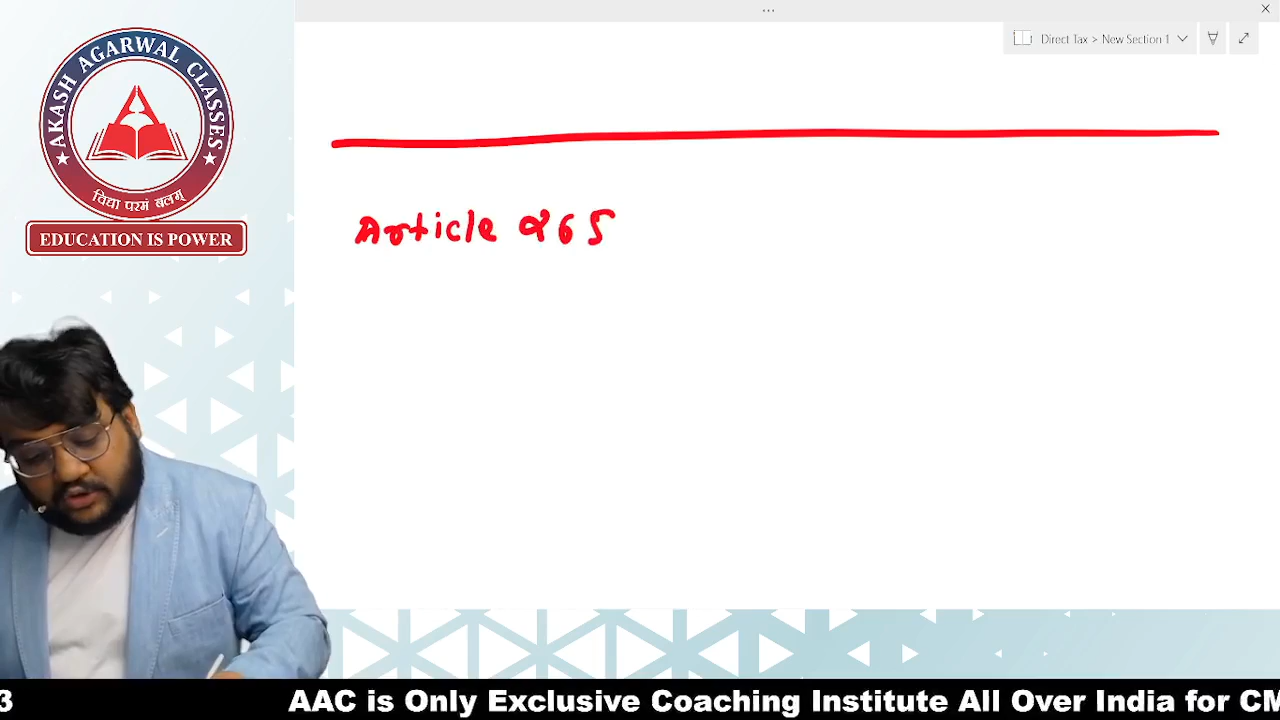 Direct Tax > New Section 1
AKASH AGARWAL CLASSES
विद्या परमं बलम्
EDUCATION IS POWER
Article 265
3 AAC is Only Exclusive Coaching Institute All Over India for CM